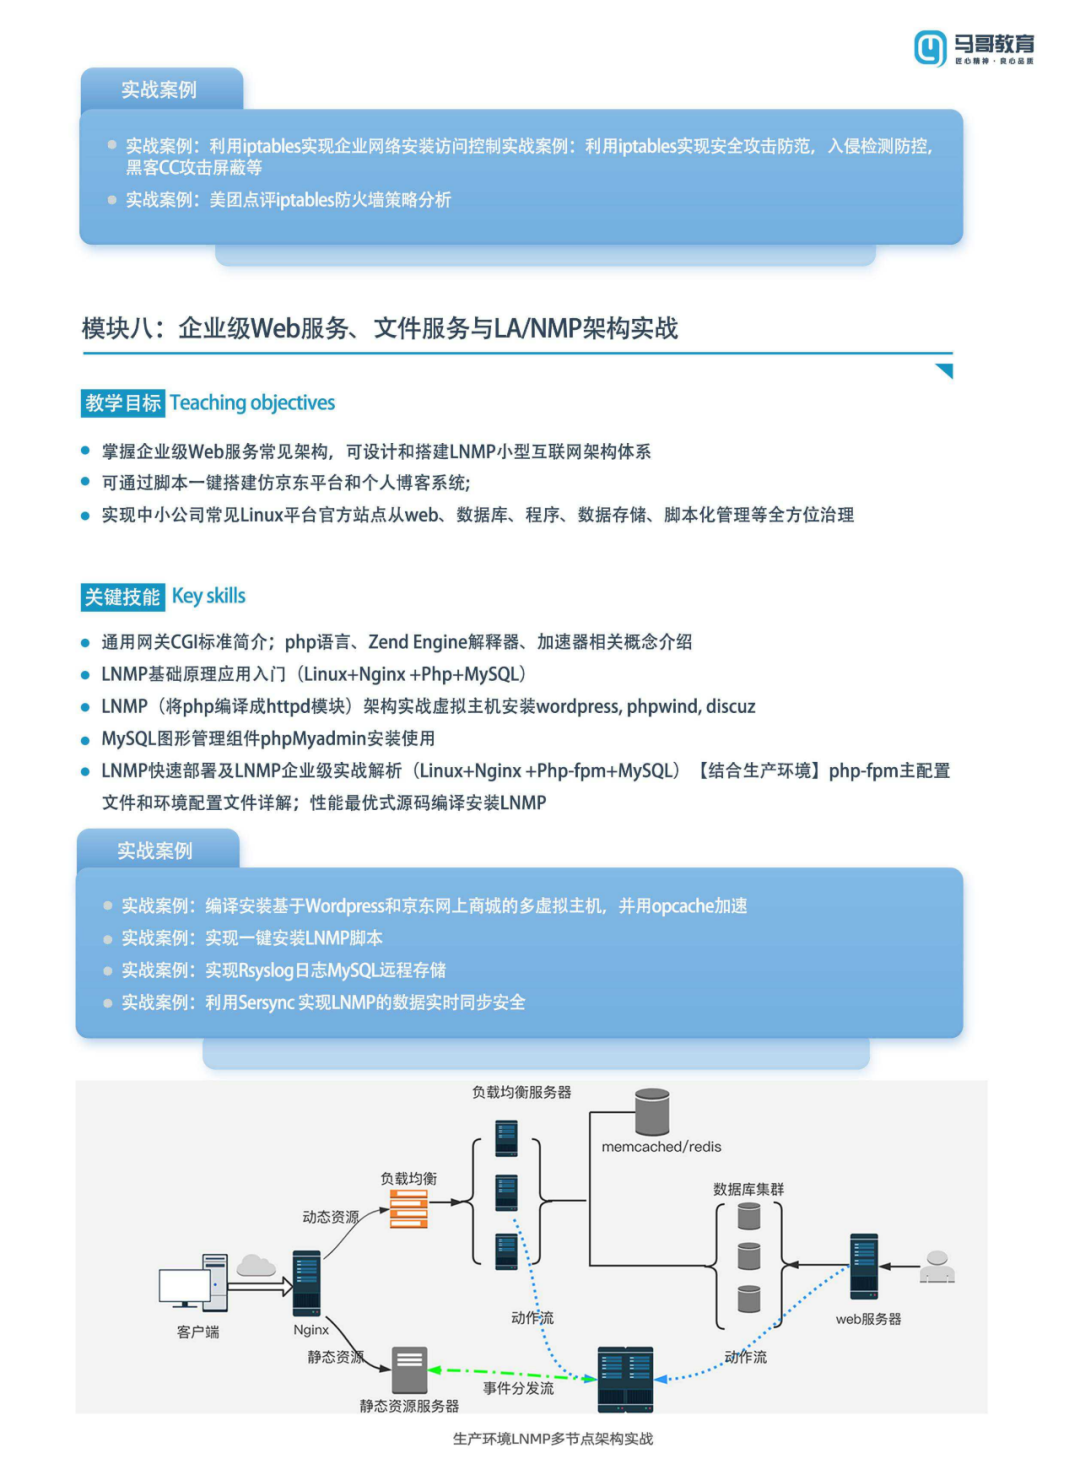 马哥教育
匠心精神·良心品质
实战案例
实战案例：利用iptables实现企业网络安装访问控制实战案例：利用iptables实现安全攻击防范，入侵检测防控，
黑客CC攻击屏蔽等
实战案例：美团点评iptables防火墙策略分析
模块八：企业级Web服务、文件服务与LA/NMP架构实战
教学目标 Teaching objectives
掌握企业级Web服务常见架构，可设计和搭建LNMP小型互联网架构体系
可通过脚本一键搭建仿京东平台和个人博客系统;
实现中小公司常见Linux平台官方站点从web、数据库、程序、数据存储、脚本化管理等全方位治理
关键技能 Key skills
通用网关CGI标准简介；php语言、Zend Engine解释器、加速器相关概念介绍
LNMP基础原理应用入门（Linux+Nginx +Php+MySQL）
LNMP（将php编译成httpd模块）架构实战虚拟主机安装wordpress, phpwind, discuz
MySQL图形管理组件phpMyadmin安装使用
LNMP快速部署及LNMP企业级实战解析（Linux+Nginx +Php-fpm+MySQL）【结合生产环境】php-fpm主配置
文件和环境配置文件详解；性能最优式源码编译安装LNMP
实战案例
实战案例：编译安装基于Wordpress和京东网上商城的多虚拟主机，并用opcache加速
实战案例：实现一键安装LNMP脚本
实战案例：实现Rsyslog日志MySQL远程存储
实战案例：利用Sersync 实现LNMP的数据实时同步安全
负载均衡服务器
memcached/redis
负载均衡
数据库集群
动态资源
客户端
Nginx
动作流
web服务器
静态资源
动作流
事件分发流
静态资源服务器
生产环境LNMP多节点架构实战